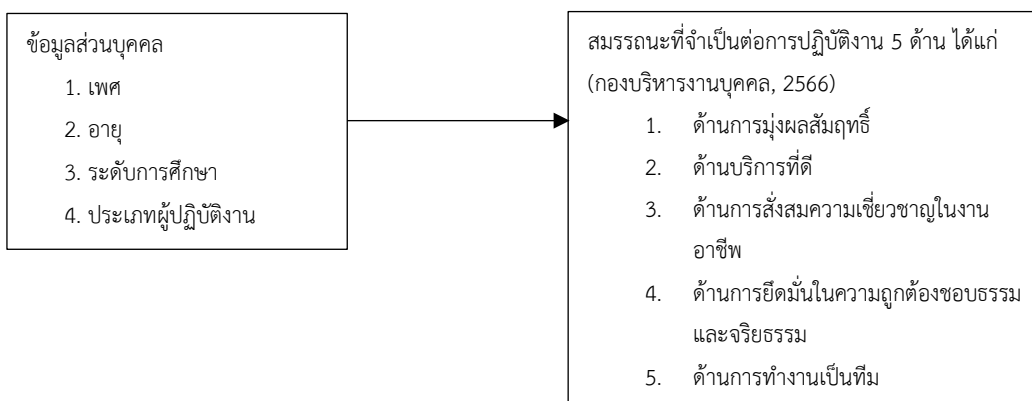 ข้อมูลส่วนบุคคล
1. เพศ
2. อายุ
3. ระดับการศึกษา
4. ประเภทผู้ปฏิบัติงาน
สมรรถนะที่จำเป็นต่อการปฏิบัติงาน 5 ด้าน ได้แก่
(กองบริหารงานบุคคล, 2566)
1. ด้านการมุ่งผลสัมฤทธิ์
2. ด้านบริการที่ดี
3. ด้านการสั่งสมความเชี่ยวชาญในงาน
อาชีพ
4. ด้านการยึดมั่นในความถูกต้องชอบธรรม
และจริยธรรม
5. ด้านการทำงานเป็นทีม